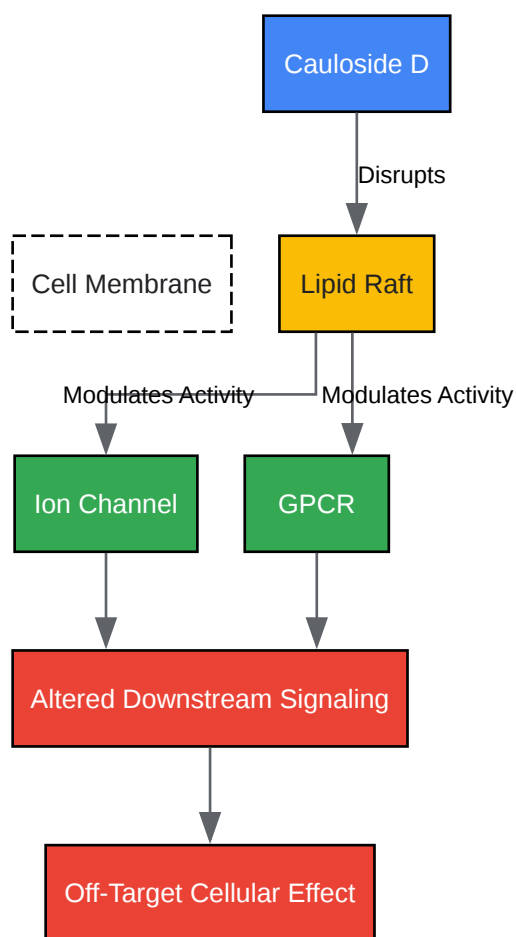 Cauloside D
Disrupts
Cell Membrane
Lipid Raft
Modulates Activity
Modulates Activity
Ion Channel
GPCR
Altered Downstream Signaling
Off-Target Cellular Effect